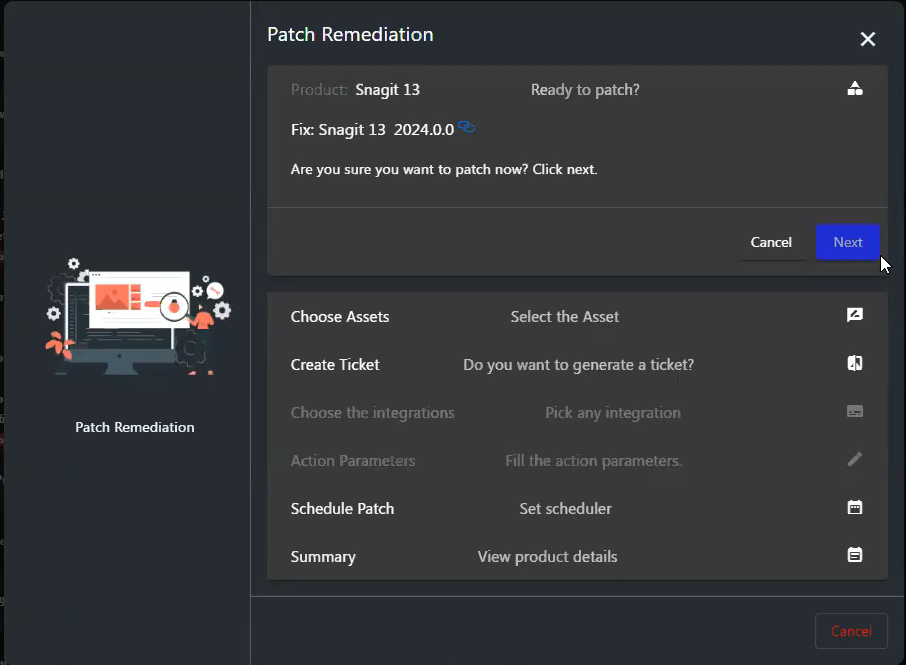 Patch Remediation
Product: Snagit 13 Ready to patch?
Fix: Snagit 13 2024.0.0
Are you sure you want to patch now? Click next.
Cancel Next
Choose Assets Select the Asset
Create Ticket Do you want to generate a ticket?
Choose the integrations Pick any integration
Action Parameters Fill the action parameters.
Schedule Patch Set scheduler
Summary View product details
Patch Remediation
Cancel